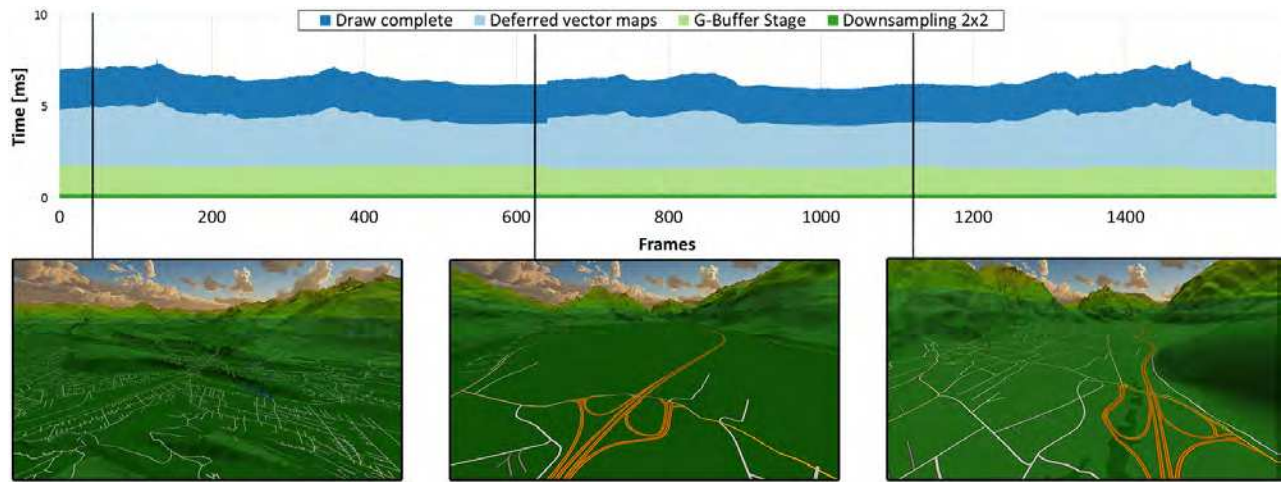 Draw complete Deferred vector maps G-Buffer Stage Downsampling 2x2
10
5
0
Time [ms]
0 200 400 600 800 1000 1200 1400
Frames